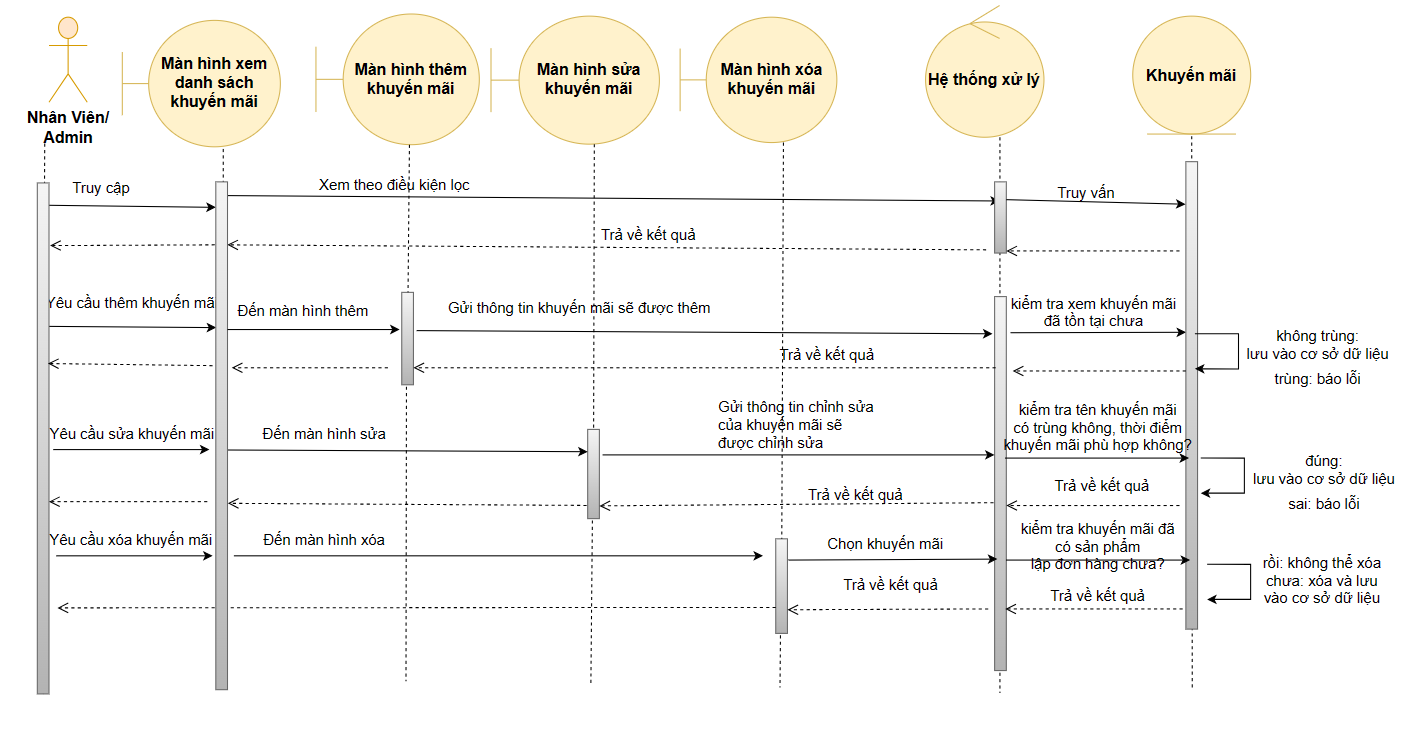 Nhân Viên/
Admin
Màn hình xem
danh sách
khuyến mãi
Màn hình thêm
khuyến mãi
Màn hình sửa
khuyến mãi
Màn hình xóa
khuyến mãi
Hệ thống xử lý
Khuyến mãi
Truy cập
Xem theo điều kiện lọc
Truy vấn
Trả về kết quả
Yêu cầu thêm khuyến mã
Đến màn hình thêm
Gửi thông tin khuyến mãi sẽ được thêm
kiểm tra xem khuyến mãi
đã tồn tại chưa
không trùng:
lưu vào cơ sở dữ liệu
trùng: báo lỗi
Trả về kết quả
Yêu cầu sửa khuyến mãi
Đến màn hình sửa
Gửi thông tin chỉnh sửa
của khuyến mãi sẽ
được chỉnh sửa
kiểm tra tên khuyến mãi
có trùng không, thời điểm
khuyến mãi phù hợp không?
đúng:
lưu vào cơ sở dữ liệu
sai: báo lỗi
Trả về kết quả
Trả về kết quả
Yêu cầu xóa khuyến mãi
Đến màn hình xóa
Chọn khuyến mãi
kiểm tra khuyến mãi đã
có sản phẩm
lập đơn hàng chưa?
rồi: không thể xóa
chưa: xóa và lưu
vào cơ sở dữ liệu
Trả về kết quả
Trả về kết quả